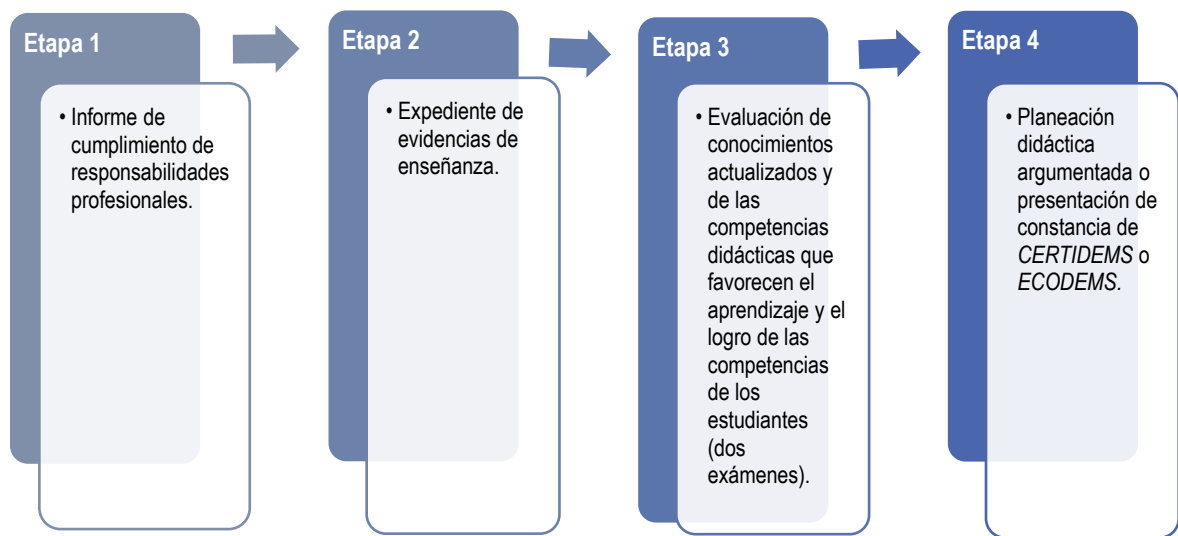 Etapa 1
• Informe de
cumplimiento de
responsabilidades
profesionales.
Etapa 2
• Expediente de
evidencias de
enseñanza.
Etapa 3
• Evaluación de
conocimientos
actualizados y
de las
competencias
didácticas que
favorecen el
aprendizaje y el
logro de las
competencias
de los
estudiantes
(dos
exámenes).
Etapa 4
• Planeación
didáctica
argumentada o
presentación de
constancia de
CERTIDEMS o
ECODEMS.